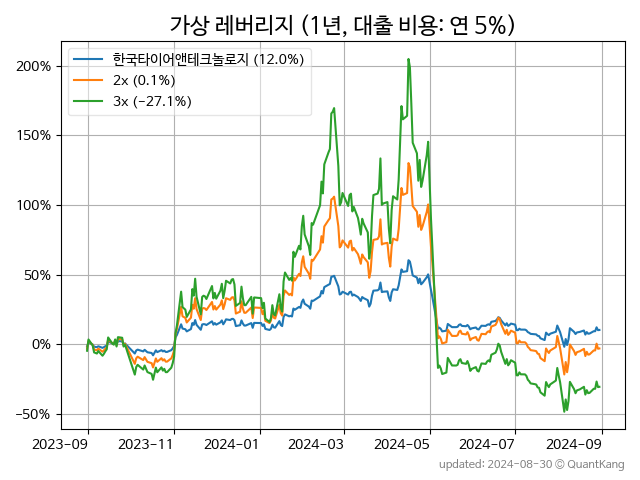 가상 레버리지 (1년, 대출 비용: 연 5%)
한국타이어앤테크놀로지 (12.0%)
2x (0.1%)
3x (-27.1%)
200%
150%
100%
50%
0%
-50%
2023-09 2023-11 2024-01 2024-03 2024-05 2024-07 2024-09
updated: 2024-08-30 © QuantKang